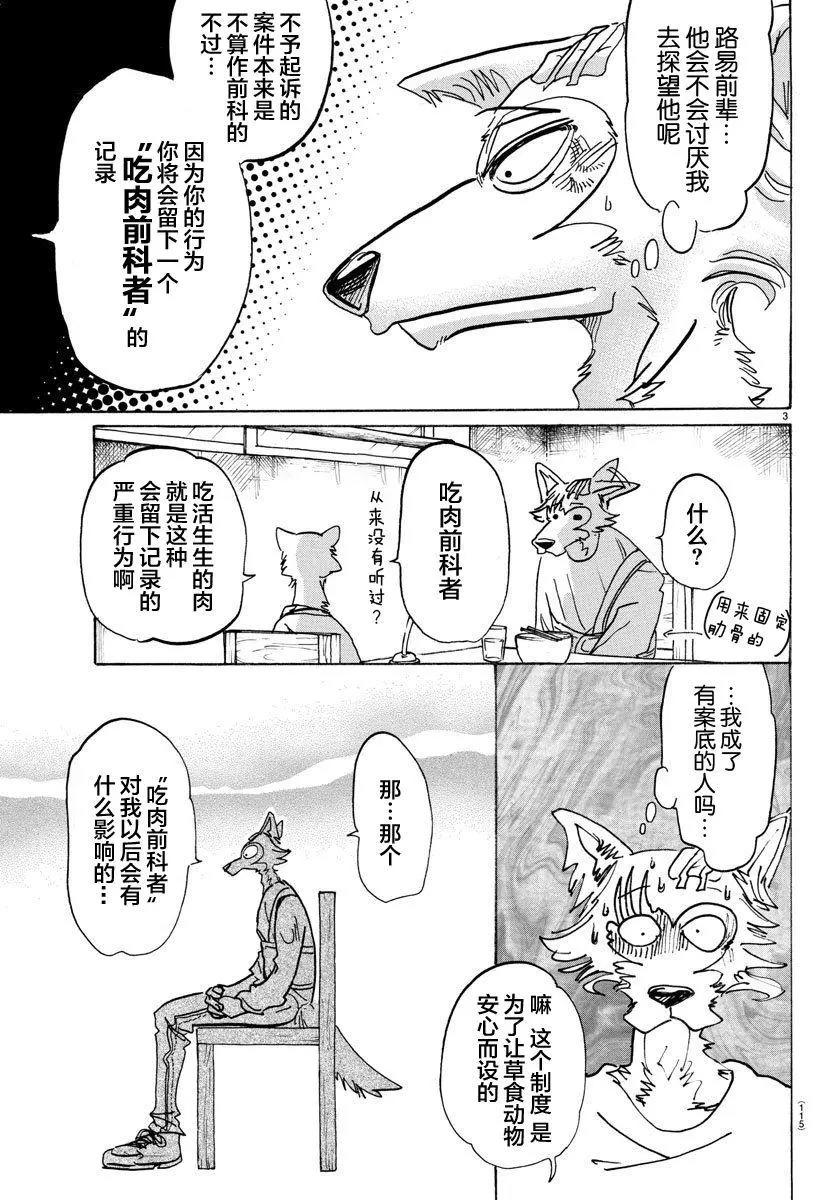 路易前辈…
他会不会讨厌我
去探望他呢
不予起诉的
案件本来是
不算作前科的
不过…
因为你的行为
你将会留下一个
“吃肉前科者”的
记录
3
什么？
(用来固定
肋骨的)
吃肉前科者
从来没有听过？
吃活生生的肉
就是这种
会留下记录的
严重行为啊
…我成了
有案底的人吗…
嘛 这个制度 是
为了让草食动物
安心而设的
那…那个
“吃肉前科者”
对我以后会有
什么影响的…
(115)